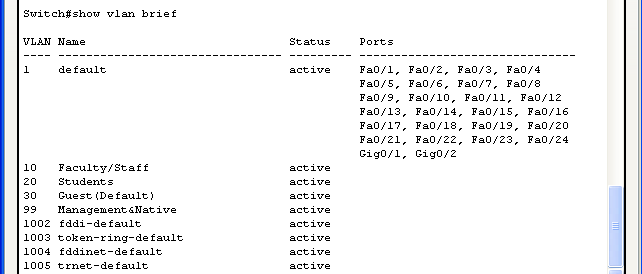 Switch#show vlan brief
VLAN Name                             Status    Ports
---- -------------------------------- --------- -------------------------------
1    default                          active    Fa0/1, Fa0/2, Fa0/3, Fa0/4
                                                Fa0/5, Fa0/6, Fa0/7, Fa0/8
                                                Fa0/9, Fa0/10, Fa0/11, Fa0/12
                                                Fa0/13, Fa0/14, Fa0/15, Fa0/16
                                                Fa0/17, Fa0/18, Fa0/19, Fa0/20
                                                Fa0/21, Fa0/22, Fa0/23, Fa0/24
                                                Gig0/1, Gig0/2
10   Faculty/Staff                    active
20   Students                         active
30   Guest(Default)                   active
99   Management&Native                active
1002 fddi-default                     active
1003 token-ring-default               active
1004 fddinet-default                  active
1005 trnet-default                    active